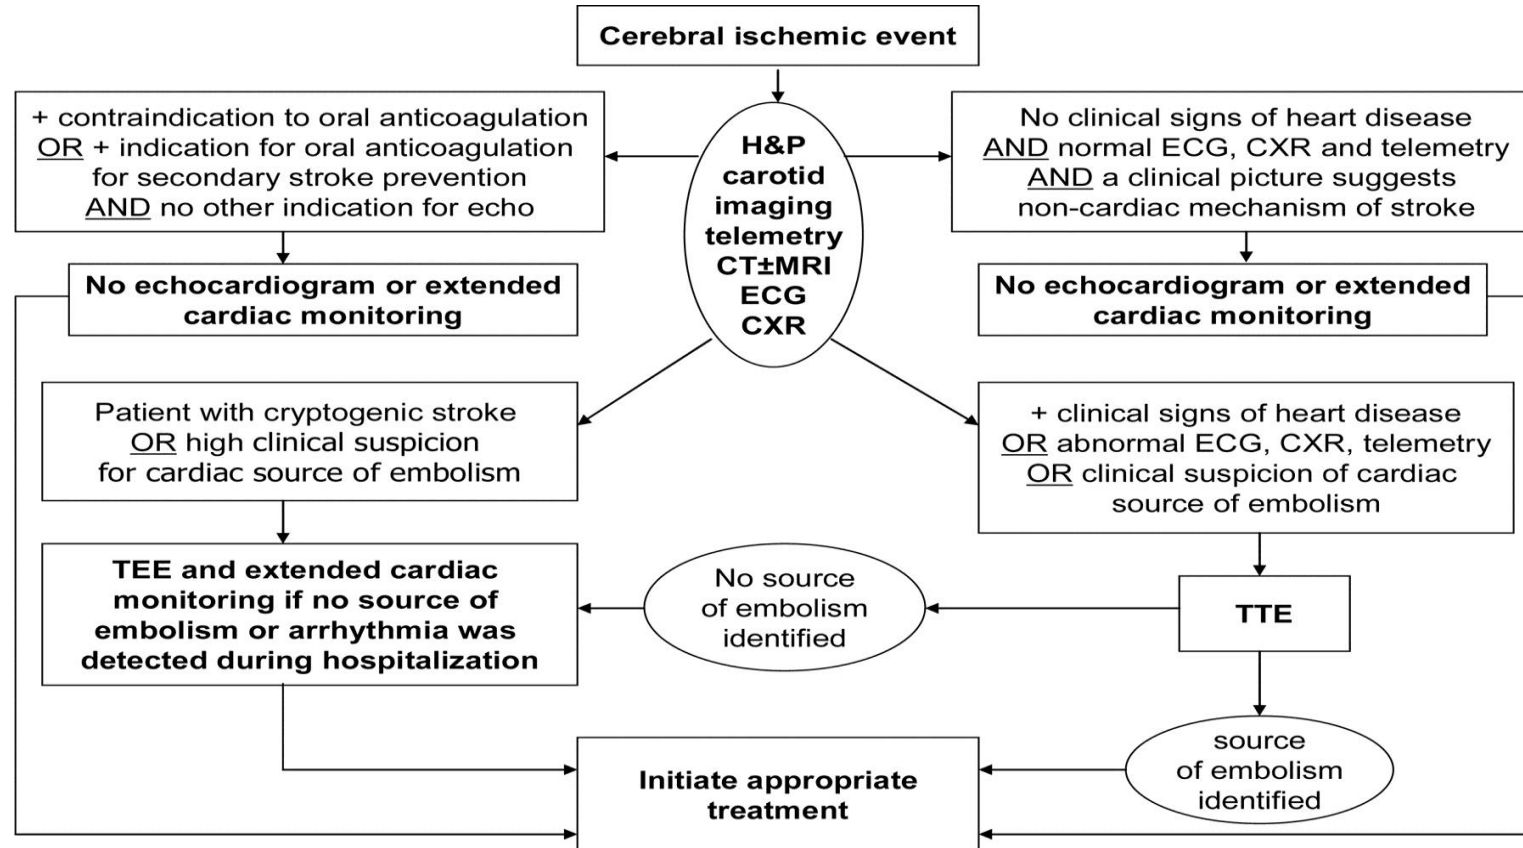 Cerebral ischemic event
+ contraindication to oral anticoagulation
OR + indication for oral anticoagulation
for secondary stroke prevention
AND no other indication for echo
H&P
carotid
imaging
telemetry
CT±MRI
ECG
CXR
No clinical signs of heart disease
AND normal ECG, CXR and telemetry
AND a clinical picture suggests
non-cardiac mechanism of stroke
No echocardiogram or extended
cardiac monitoring
No echocardiogram or extended
cardiac monitoring
Patient with cryptogenic stroke
OR high clinical suspicion
for cardiac source of embolism
+ clinical signs of heart disease
OR abnormal ECG, CXR, telemetry
OR clinical suspicion of cardiac
source of embolism
TEE and extended cardiac
monitoring if no source of
embolism or arrhythmia was
detected during hospitalization
No source
of embolism
identified
TTE
Initiate appropriate
treatment
source
of embolism
identified